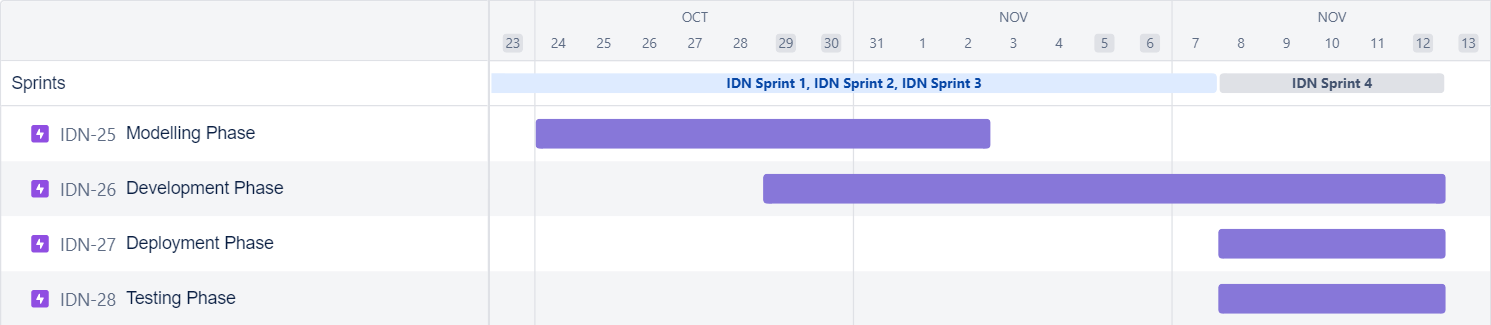 OCT NOV NOV
23 24 25 26 27 28 29 30 31 1 2 3 4 5 6 7 8 9 10 11 12 13
Sprints IDN Sprint 1, IDN Sprint 2, IDN Sprint 3 IDN Sprint 4
IDN-25 Modelling Phase
IDN-26 Development Phase
IDN-27 Deployment Phase
IDN-28 Testing Phase